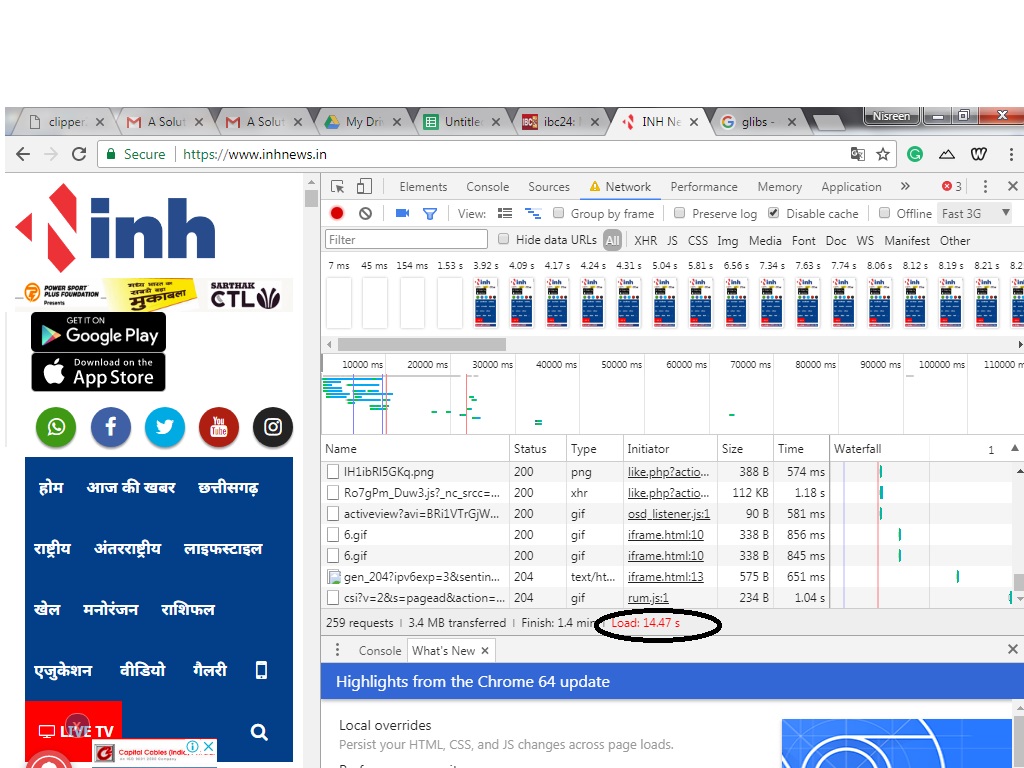 clipper. A Solut A Solut My Driv Untitle ibc24: INH Ne glibs - Nisreen
Secure https://www.inhnews.in
Elements Console Sources Network Performance Memory Application » 3
View: Group by frame Preserve log Disable cache Offline Fast 3G
Filter Hide data URLs All XHR JS CSS Img Media Font Doc WS Manifest Other
7 ms 45 ms 154 ms 1.53 s 3.92 s 4.09 s 4.17 s 4.24 s 4.31 s 5.04 s 5.81 s 6.56 s 7.34 s 7.63 s 7.74 s 8.06 s 8.12 s 8.19 s 8.21 s 8.2
10000 ms 20000 ms 30000 ms 40000 ms 50000 ms 60000 ms 70000 ms 80000 ms 90000 ms 100000 ms 110000 m
Name Status Type Initiator Size Time Waterfall 1
IH1ibRI5GKq.png 200 png like.php?actio... 388 B 574 ms
Ro7gPm_Duw3.js?_nc_srcc=... 200 xhr like.php?actio... 112 KB 1.18 s
activeview?avi=BRi1VTrGjW... 200 gif osd_listener.js:1 90 B 581 ms
6.gif 200 gif iframe.html:10 338 B 856 ms
6.gif 200 gif iframe.html:10 338 B 845 ms
gen_204?ipv6exp=3&sentin... 204 text/ht... iframe.html:13 575 B 651 ms
csi?v=2&s=pagead&action=... 204 gif rum.js:1 234 B 1.04 s
259 requests 3.4 MB transferred Finish: 1.4 min Load: 14.47 s
Console What's New
Highlights from the Chrome 64 update
Local overrides
Persist your HTML, CSS, and JS changes across page loads.
inh
POWER SPORT
PLUS FOUNDATION
Presents
मध्य भारत का
सबसे बड़ा
मुकाबला
SARTHAK
CTL
GET IT ON
Google Play
Download on the
App Store
You
Tube
होम आज की खबर छत्तीसगढ़
राष्ट्रीय अंतरराष्ट्रीय लाइफस्टाइल
खेल मनोरंजन राशिफल
एजुकेशन वीडियो गैलरी
LIVE TV
Capital Cables (Indi